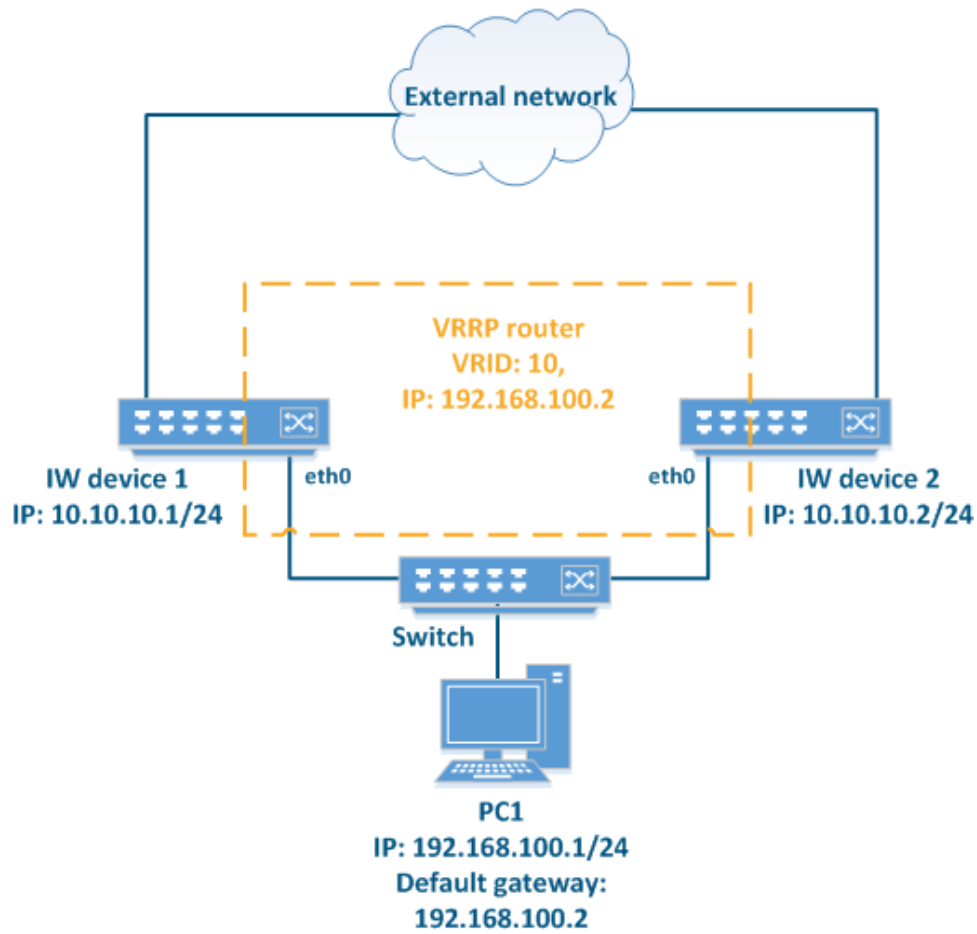 External network
VRRP router
VRID: 10,
IP: 192.168.100.2
IW device 1
IP: 10.10.10.1/24
eth0
eth0
IW device 2
IP: 10.10.10.2/24
Switch
PC1
IP: 192.168.100.1/24
Default gateway:
192.168.100.2